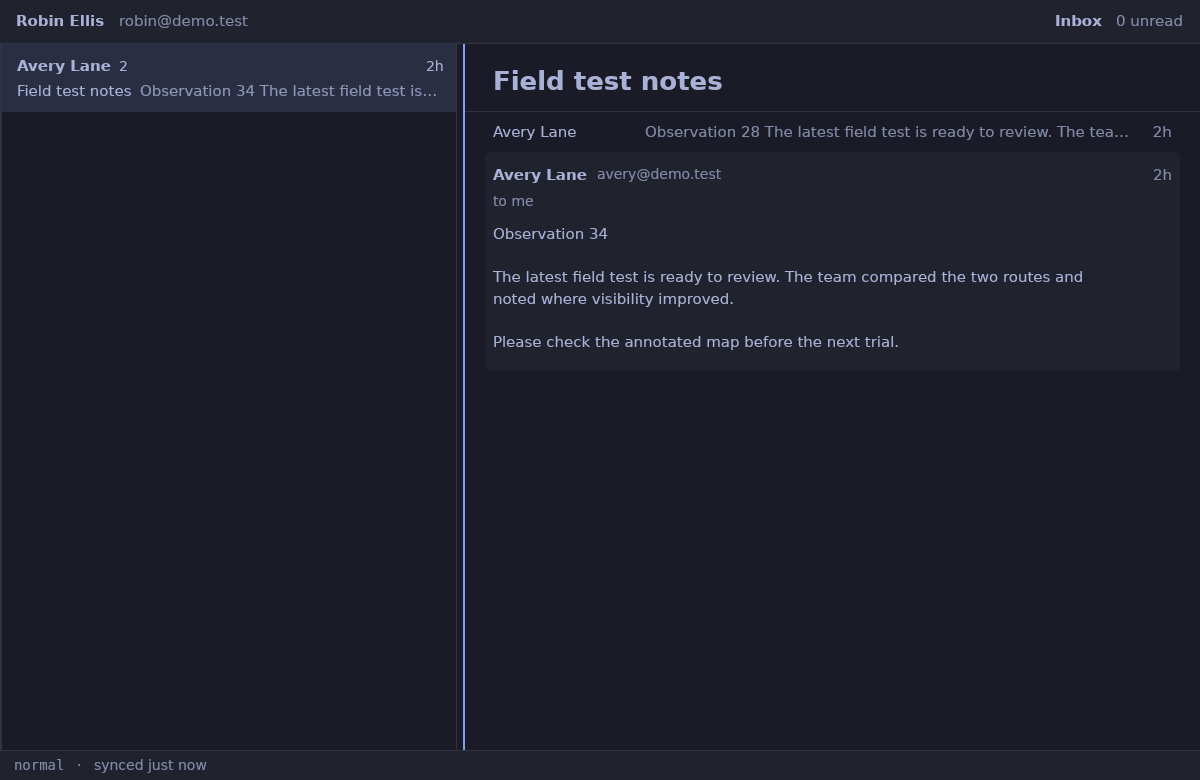 Robin Ellis robin@demo.test
Inbox 0 unread
Avery Lane 2 2h
Field test notes Observation 34 The latest field test is…
Field test notes
Avery Lane Observation 28 The latest field test is ready to review. The tea… 2h
Avery Lane avery@demo.test 2h
to me
Observation 34
The latest field test is ready to review. The team compared the two routes and
noted where visibility improved.
Please check the annotated map before the next trial.
normal · synced just now